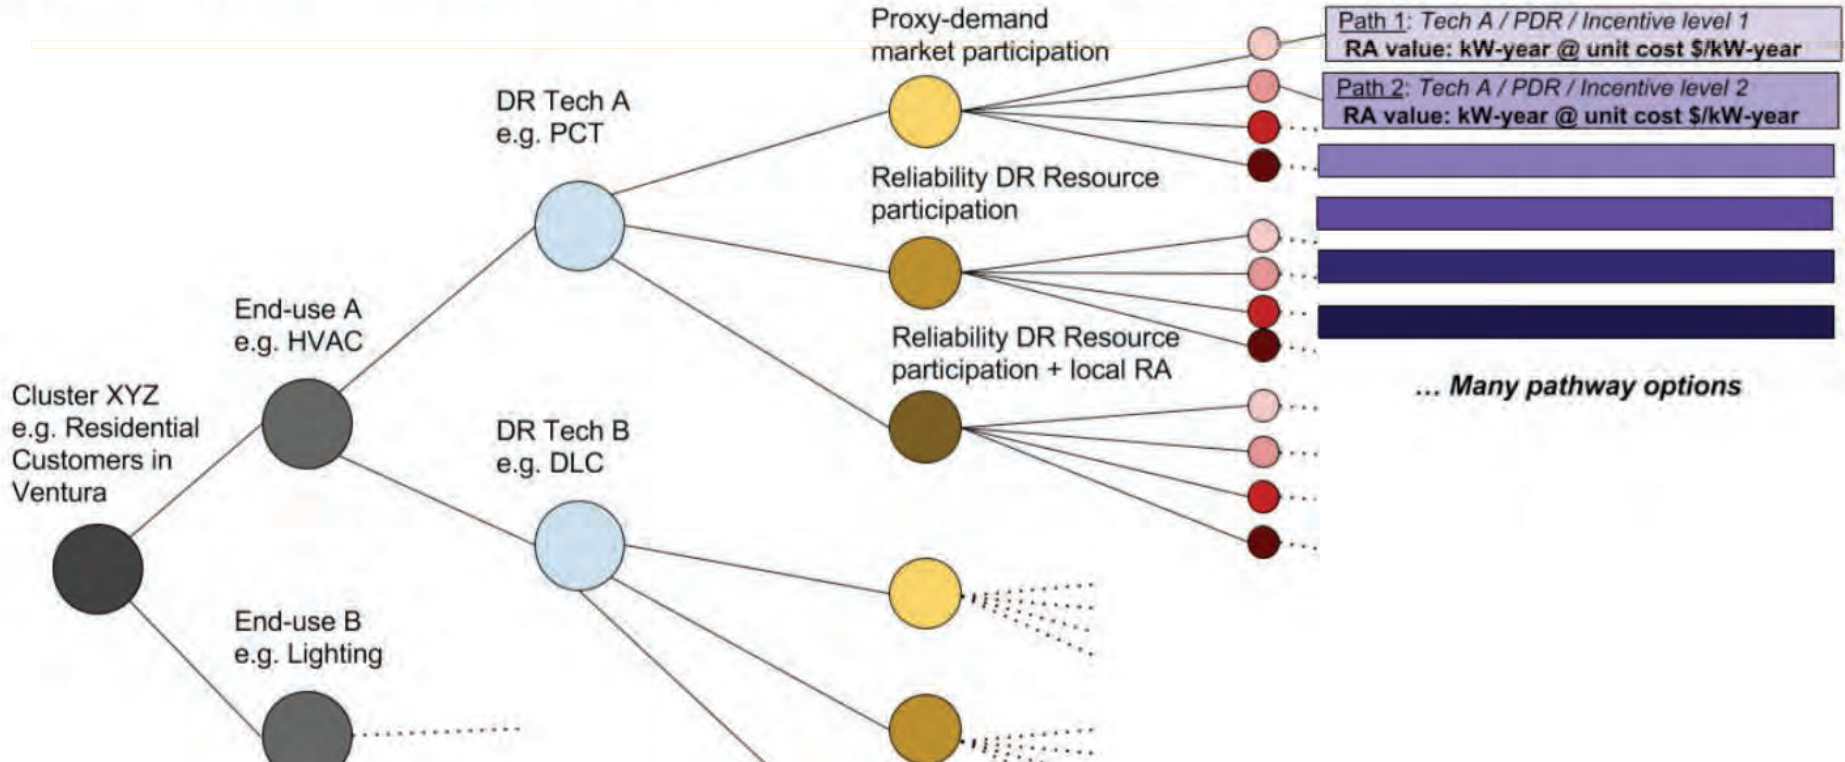 Proxy-demand
market participation
Path 1: Tech A / PDR / Incentive level 1
RA value: kW-year @ unit cost $/kW-year
Path 2: Tech A / PDR / Incentive level 2
RA value: kW-year @ unit cost $/kW-year
DR Tech A
e.g. PCT
Reliability DR Resource
participation
End-use A
e.g. HVAC
Reliability DR Resource
participation + local RA
... Many pathway options
Cluster XYZ
e.g. Residential
Customers in
Ventura
DR Tech B
e.g. DLC
End-use B
e.g. Lighting